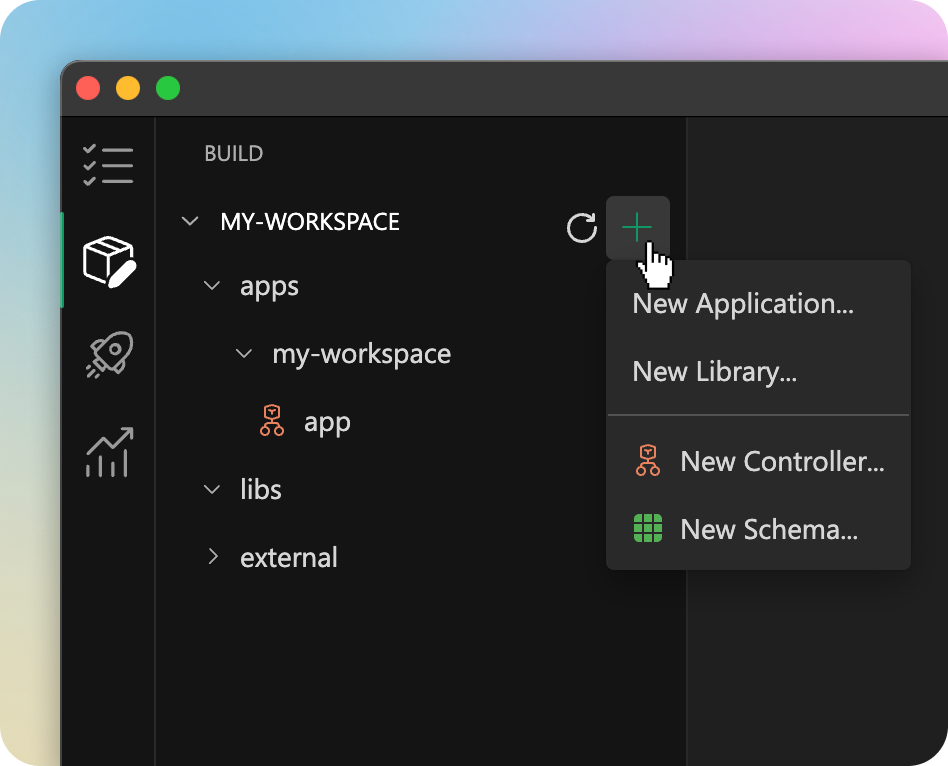 BUILD
MY-WORKSPACE
apps
my-workspace
app
libs
external
New Application...
New Library...
New Controller...
New Schema...